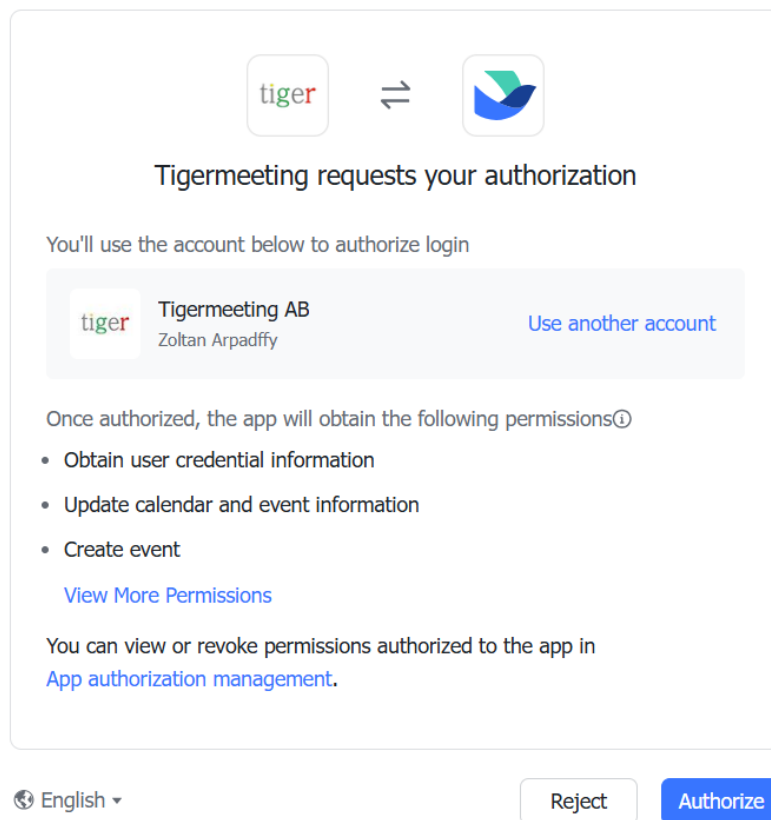 tiger
Tigermeeting requests your authorization
You'll use the account below to authorize login
tiger
Tigermeeting AB
Zoltan Arpadffy
Use another account
Once authorized, the app will obtain the following permissions
• Obtain user credential information
• Update calendar and event information
• Create event
View More Permissions
You can view or revoke permissions authorized to the app in
App authorization management.
English
Reject
Authorize